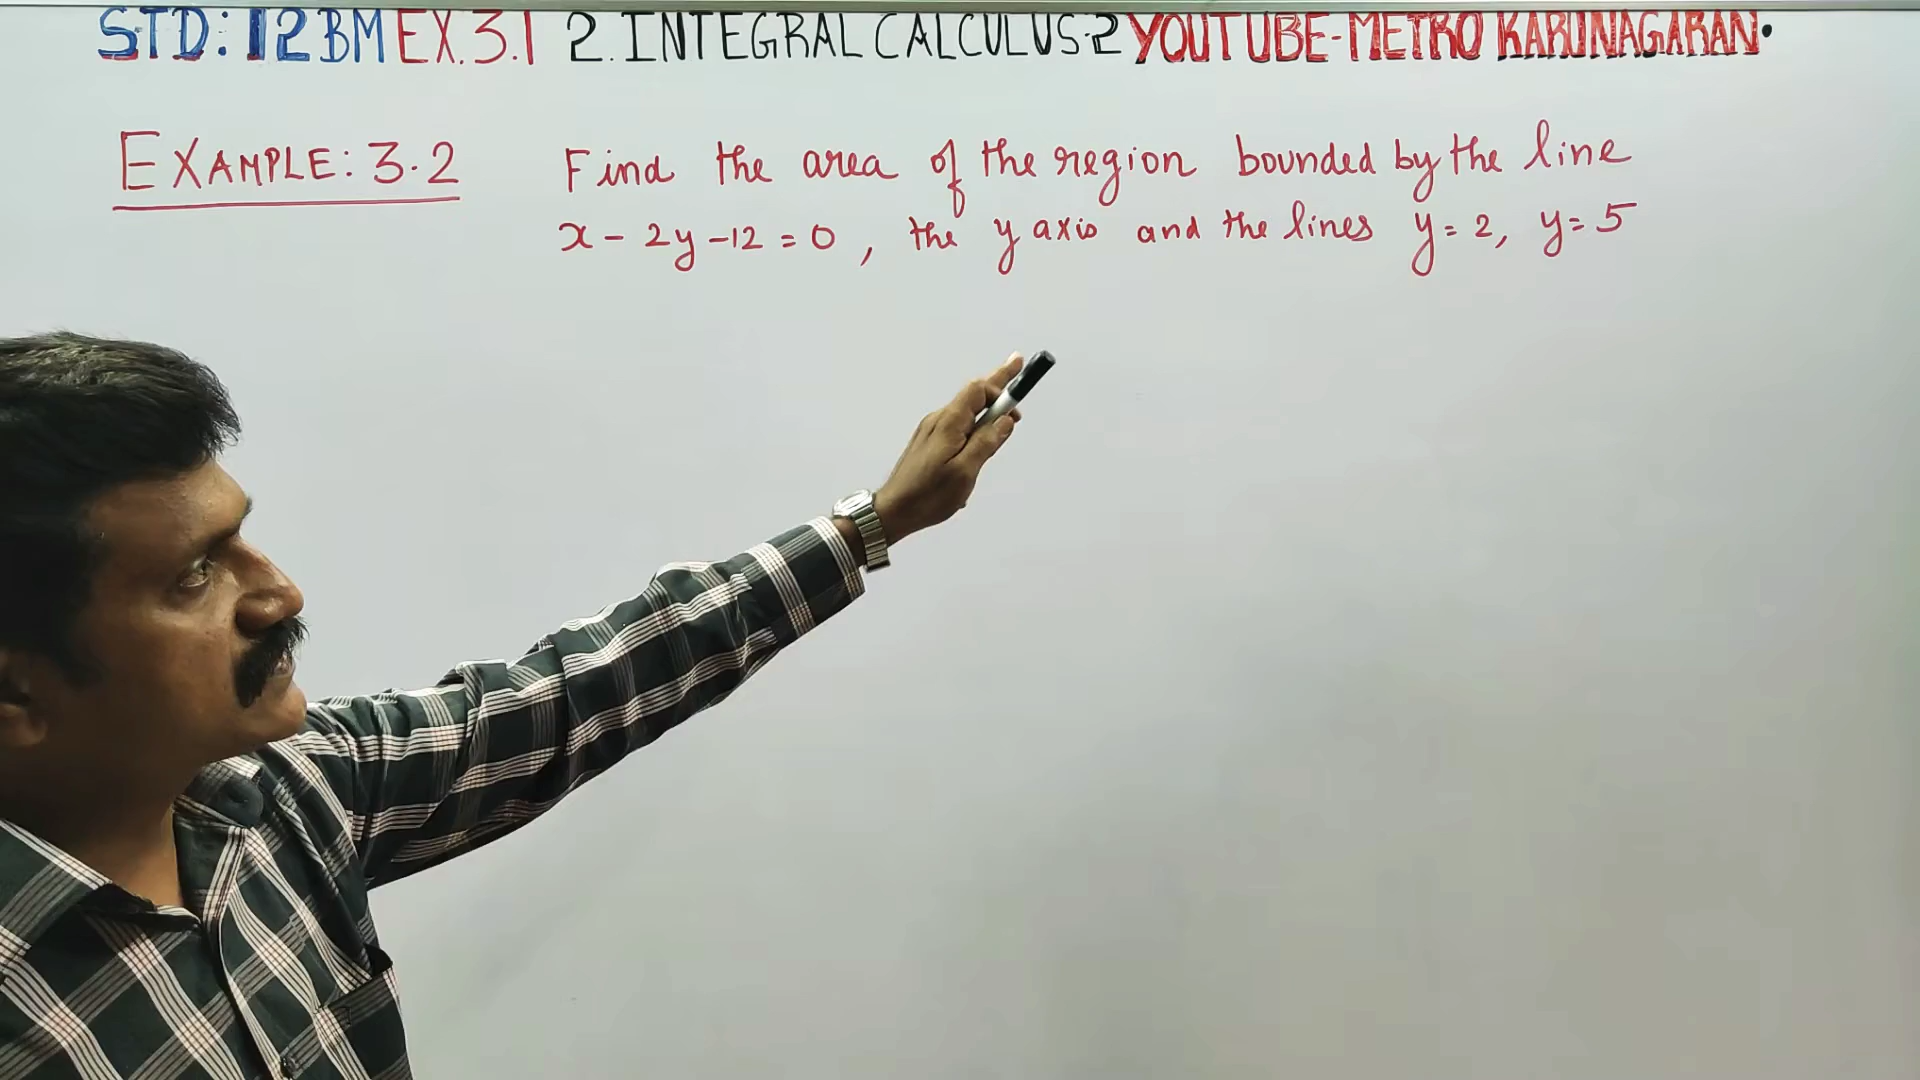 STD: 12 BM EX. 3.1 2. INTEGRAL CALCULUS-2 YOUTUBE-METRO KARUNAGARAN.
EXAMPLE: 3.2 Find the area of the region bounded by the line
x - 2y - 12 = 0, the y axis and the lines y = 2, y = 5